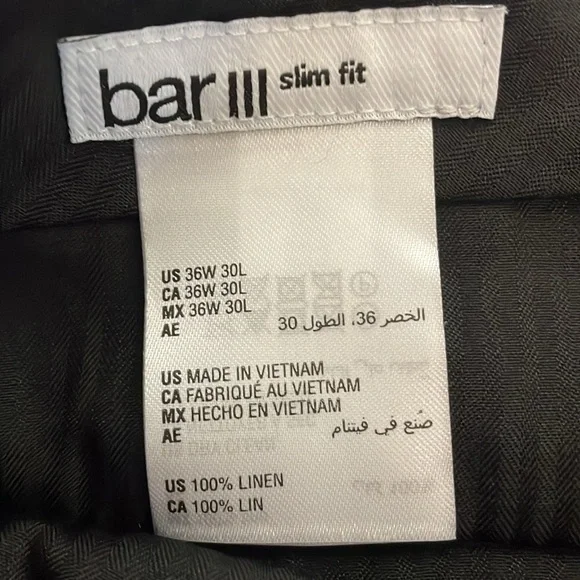 bar III slim fit
US 36W 30L
CA 36W 30L
MX 36W 30L
AE الخصر 36، الطول 30
US MADE IN VIETNAM
CA FABRIQUÉ AU VIETNAM
MX HECHO EN VIETNAM
AE صُنع في فيتنام
US 100% LINEN
CA 100% LIN